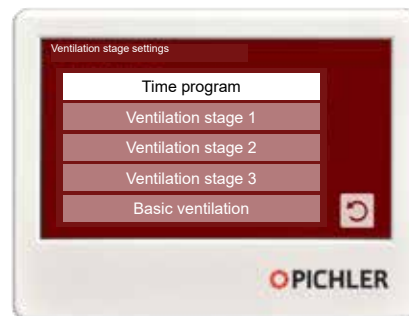 Ventilation stage settings
Time program
Ventilation stage 1
Ventilation stage 2
Ventilation stage 3
Basic ventilation
PICHLER